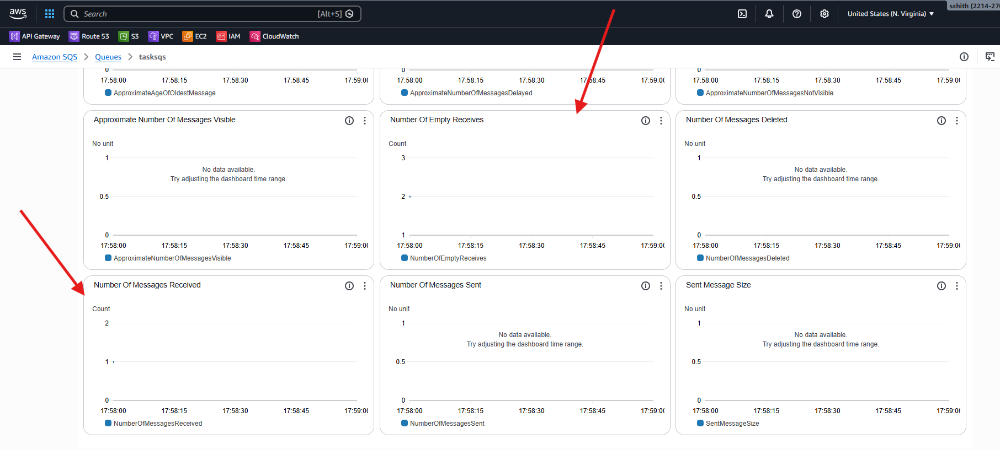 aws
Search [Alt+S]
United States (N. Virginia)
sahith (2214-27
API Gateway Route 53 S3 VPC EC2 IAM CloudWatch
Amazon SQS Queues tasksqs
0 0 0
17:58:00 17:58:15 17:58:30 17:58:45 17:59:00 17:58:00 17:58:15 17:58:30 17:58:45 17:59:00 17:58:00 17:58:15 17:58:30 17:58:45 17:59:00
ApproximateAgeOfOldestMessage ApproximateNumberOfMessagesDelayed ApproximateNumberOfMessagesNotVisible
Approximate Number Of Messages Visible
No unit
1
No data available.
Try adjusting the dashboard time range.
0.5
0
17:58:00 17:58:15 17:58:30 17:58:45 17:59:00
ApproximateNumberOfMessagesVisible
Number Of Empty Receives
Count
3
2
1
17:58:00 17:58:15 17:58:30 17:58:45 17:59:00
NumberOfEmptyReceives
Number Of Messages Deleted
No unit
1
No data available.
Try adjusting the dashboard time range.
0.5
0
17:58:00 17:58:15 17:58:30 17:58:45 17:59:00
NumberOfMessagesDeleted
Number Of Messages Received
Count
2
1
0
17:58:00 17:58:15 17:58:30 17:58:45 17:59:00
NumberOfMessagesReceived
Number Of Messages Sent
No unit
1
No data available.
Try adjusting the dashboard time range.
0.5
0
17:58:00 17:58:15 17:58:30 17:58:45 17:59:00
NumberOfMessagesSent
Sent Message Size
No unit
1
No data available.
Try adjusting the dashboard time range.
0.5
0
17:58:00 17:58:15 17:58:30 17:58:45 17:59:00
SentMessageSize